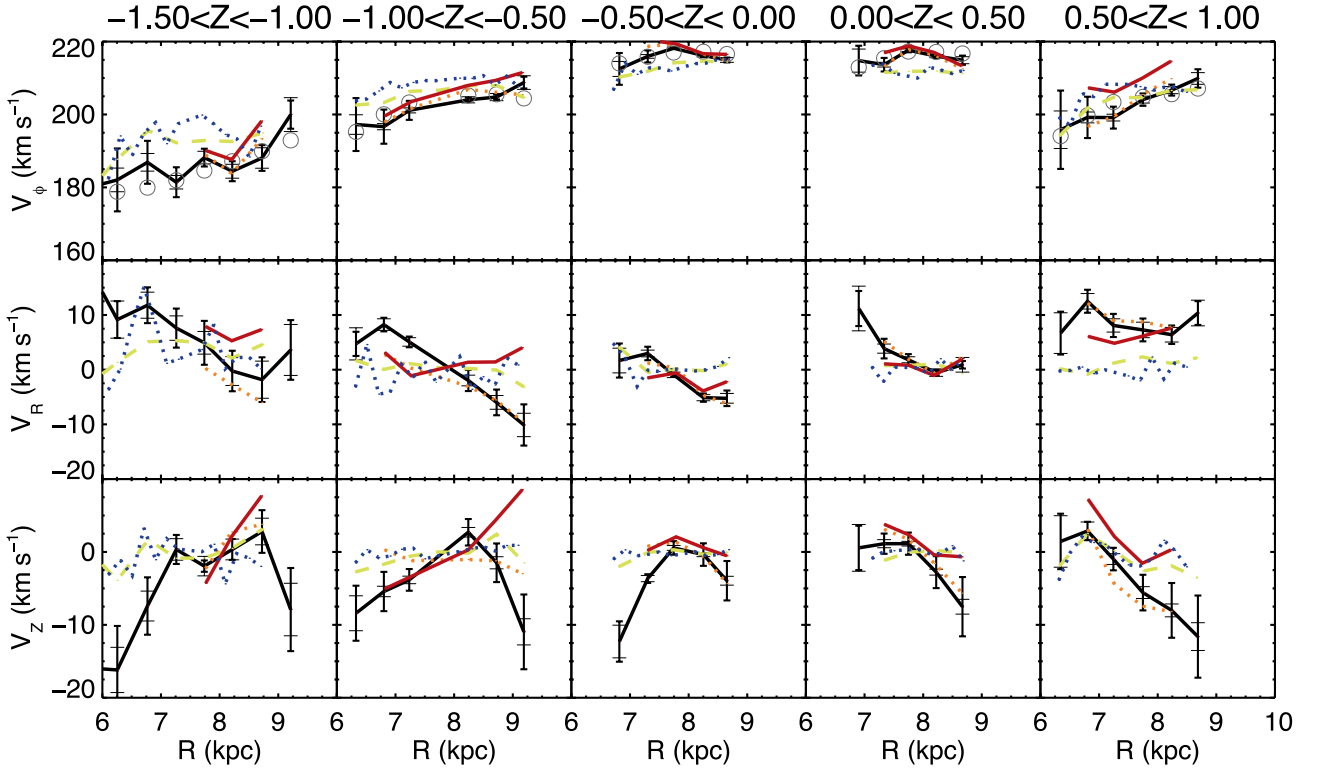 −1.50<Z<−1.00 −1.00<Z<−0.50 −0.50<Z< 0.00 0.00<Z< 0.50 0.50<Z< 1.00
220
200
180
160
Vϕ (km s⁻¹)
10
0
−10
−20
V_R (km s⁻¹)
0
−10
−20
V_Z (km s⁻¹)
6 7 8 9 6 7 8 9 6 7 8 9 6 7 8 9 6 7 8 9 10
R (kpc) R (kpc) R (kpc) R (kpc) R (kpc)